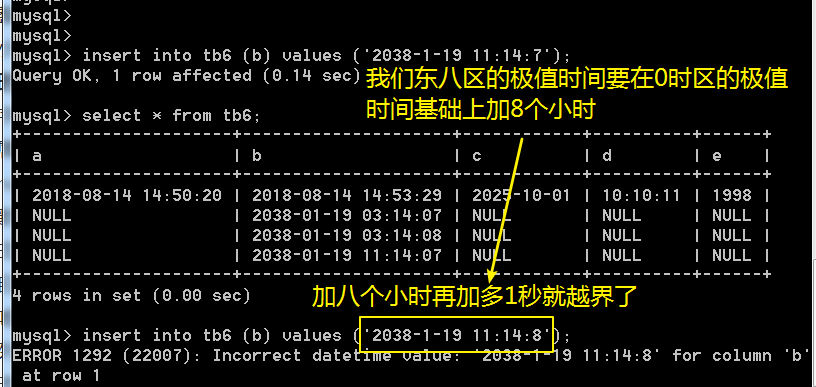 mysql>
mysql>
mysql> insert into tb6 (b) values ('2038-1-19 11:14:7');
Query OK, 1 row affected (0.14 sec)
我们东八区的极值时间要在0时区的极值
时间基础上加8个小时
mysql> select * from tb6;
+---------------------+---------------------+------------+----------+------+
| a | b | c | d | e |
+---------------------+---------------------+------------+----------+------+
| 2018-08-14 14:50:20 | 2018-08-14 14:53:29 | 2025-10-01 | 10:10:11 | 1998 |
| NULL | 2038-01-19 03:14:07 | NULL | NULL | NULL |
| NULL | 2038-01-19 03:14:08 | NULL | NULL | NULL |
| NULL | 2038-01-19 11:14:07 | NULL | NULL | NULL |
+---------------------+---------------------+------------+----------+------+
4 rows in set (0.00 sec)
加八个小时再加多1秒就越界了
mysql> insert into tb6 (b) values ('2038-1-19 11:14:8');
ERROR 1292 (22007): Incorrect datetime value: '2038-1-19 11:14:8' for column 'b'
at row 1